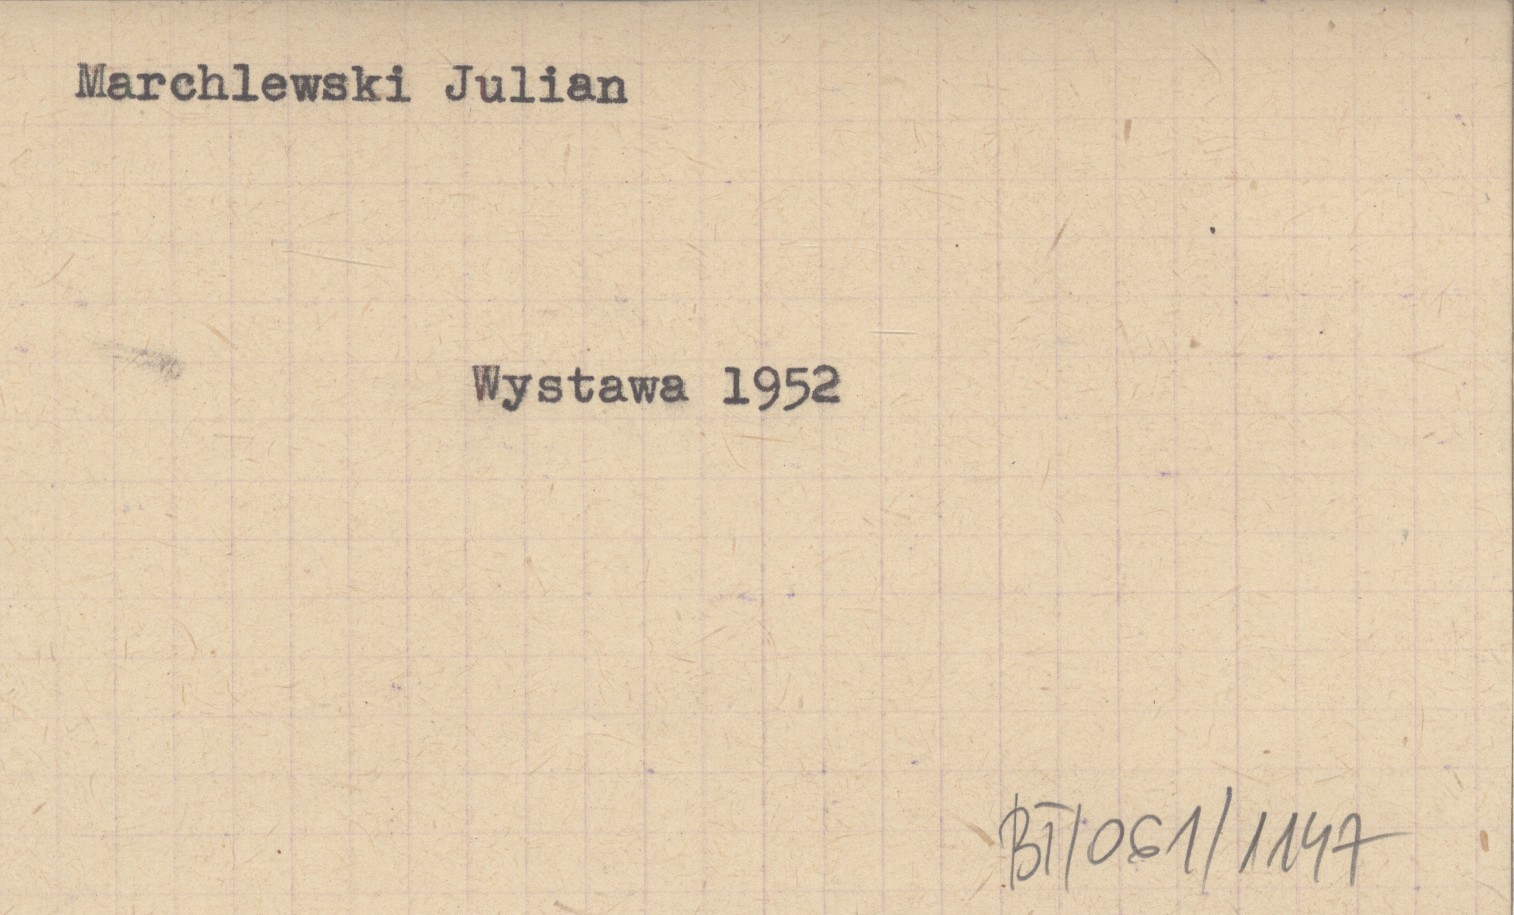 Marchlewski Julian
Wystawa 1952
BT/061/1147